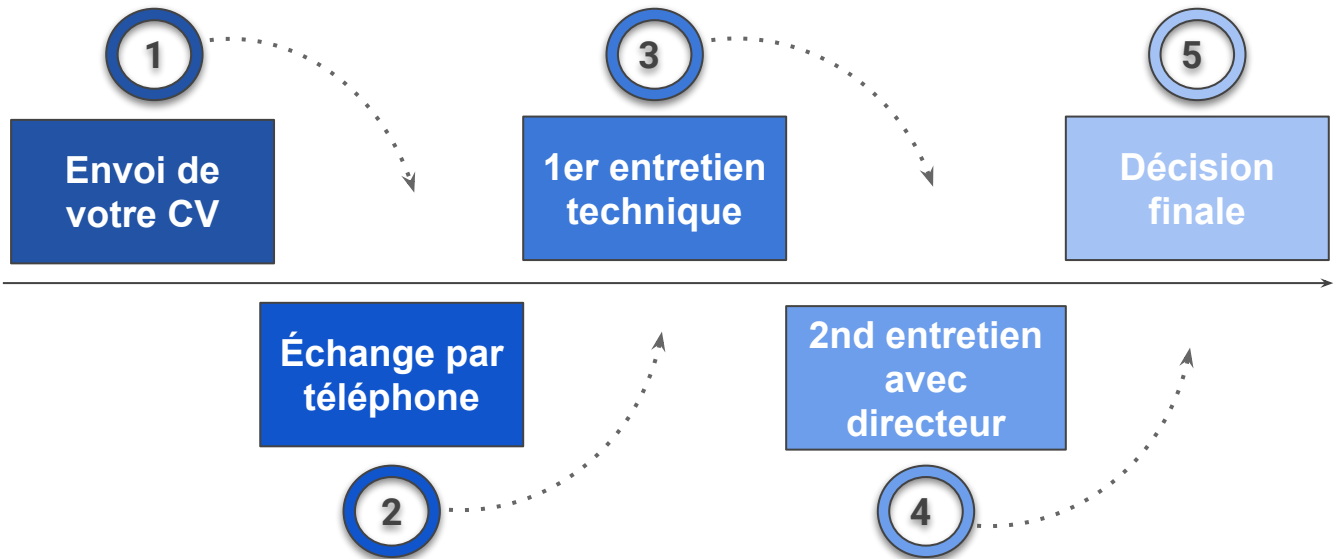 1
Envoi de
votre CV
2
Échange par
téléphone
3
1er entretien
technique
4
2nd entretien
avec
directeur
5
Décision
finale